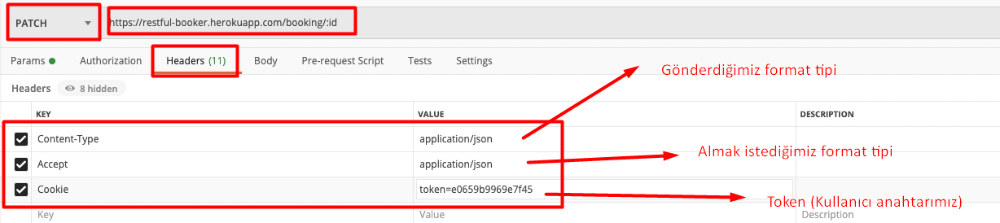 PATCH https://restful-booker.herokuapp.com/booking/:id
Params Authorization Headers (11) Body Pre-request Script Tests Settings
Gönderdiğimiz format tipi
Headers 8 hidden
KEY VALUE DESCRIPTION
Content-Type application/json
Accept application/json
Almak istediğimiz format tipi
Cookie token=e0659b9969e7f45
Token (Kullanıcı anahtarımız)
Key Value Description